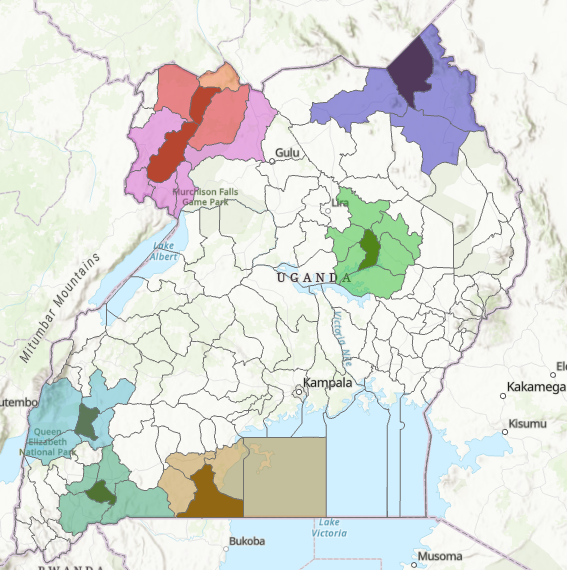 Gulu
Murchison Falls
Game Park
Lira
Lake
Albert
UGANDA
Mitumbar Mountains
Victoria Nile
Kampala
Kakamega
Kisumu
utembo
Queen
Elizabeth
National Park
Lake
Victoria
Bukoba
Musoma
RWANDA